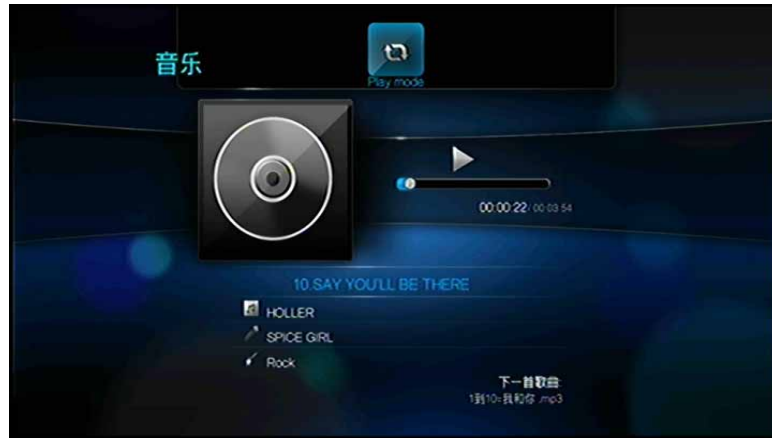 音乐
Play mode
00:00:22/ 00:03:54
10.SAY YOU'LL BE THERE
HOLLER
SPICE GIRL
Rock
下一首歌曲:
1到10:我和你 .mp3